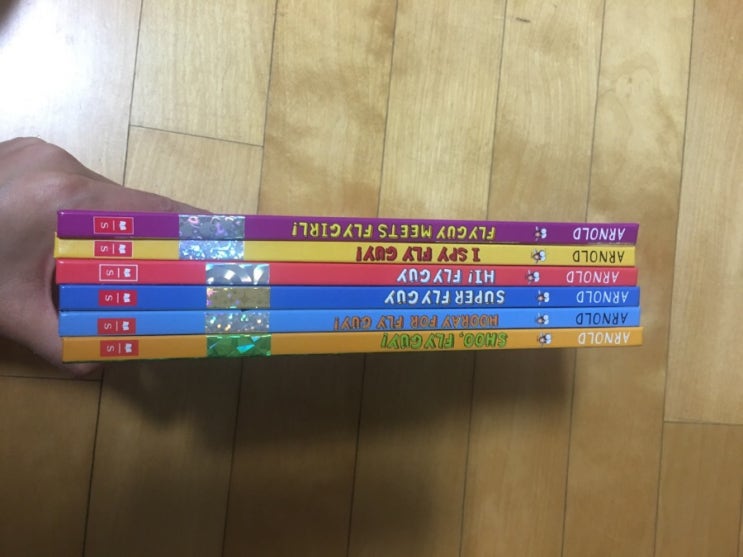 ARNOLD SHOO, FLY GUY! S
ARNOLD HOORAY FOR FLY GUY! S
ARNOLD SUPER FLY GUY S
ARNOLD HI! FLY GUY S
ARNOLD I SPY FLY GUY! S
ARNOLD FLY GUY MEETS FLY GIRL! S